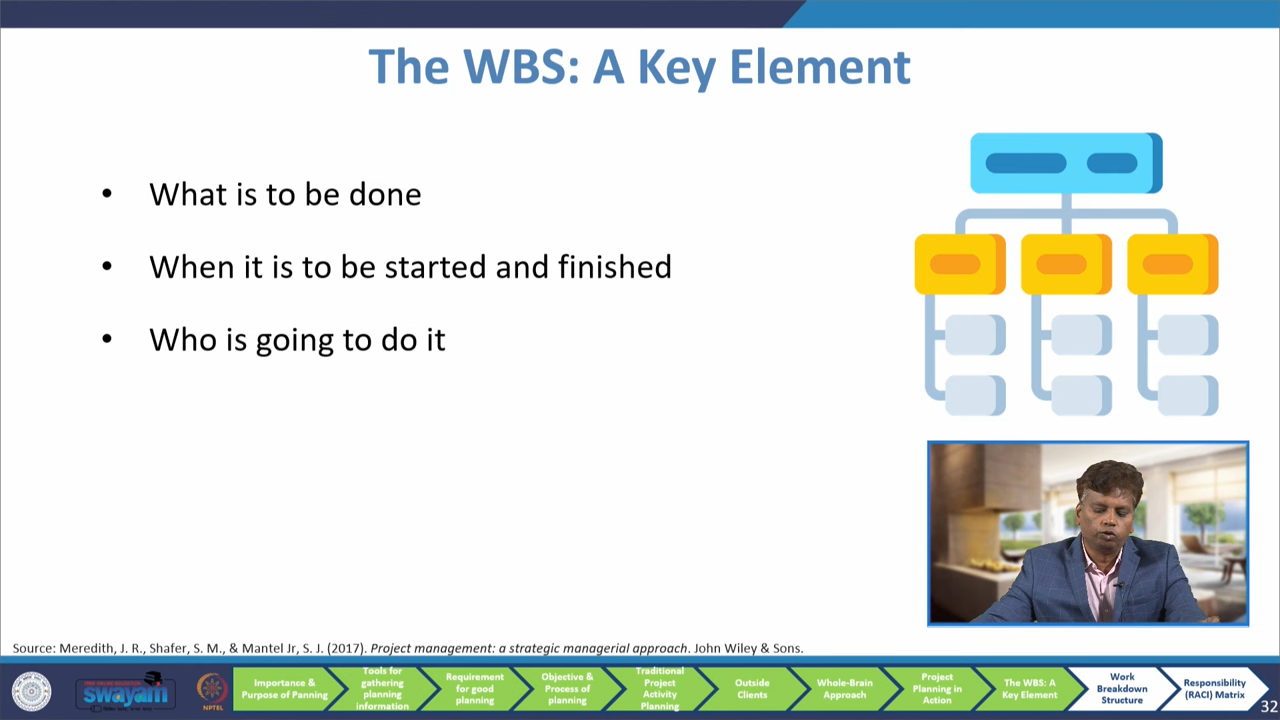 The WBS: A Key Element
• What is to be done
• When it is to be started and finished
• Who is going to do it
Source: Meredith, J. R., Shafer, S. M., & Mantel Jr, S. J. (2017). Project management: a strategic managerial approach. John Wiley & Sons.
swayam
NPTEL
Importance &
Purpose of Panning
Tools for
gathering
planning
information
Requirement
for good
planning
Objective &
Process of
planning
Traditional
Project
Activity
Planning
Outside
Clients
Whole-Brain
Approach
Project
Planning in
Action
The WBS: A
Key Element
Work
Breakdown
Structure
Responsibility
(RACI) Matrix
32